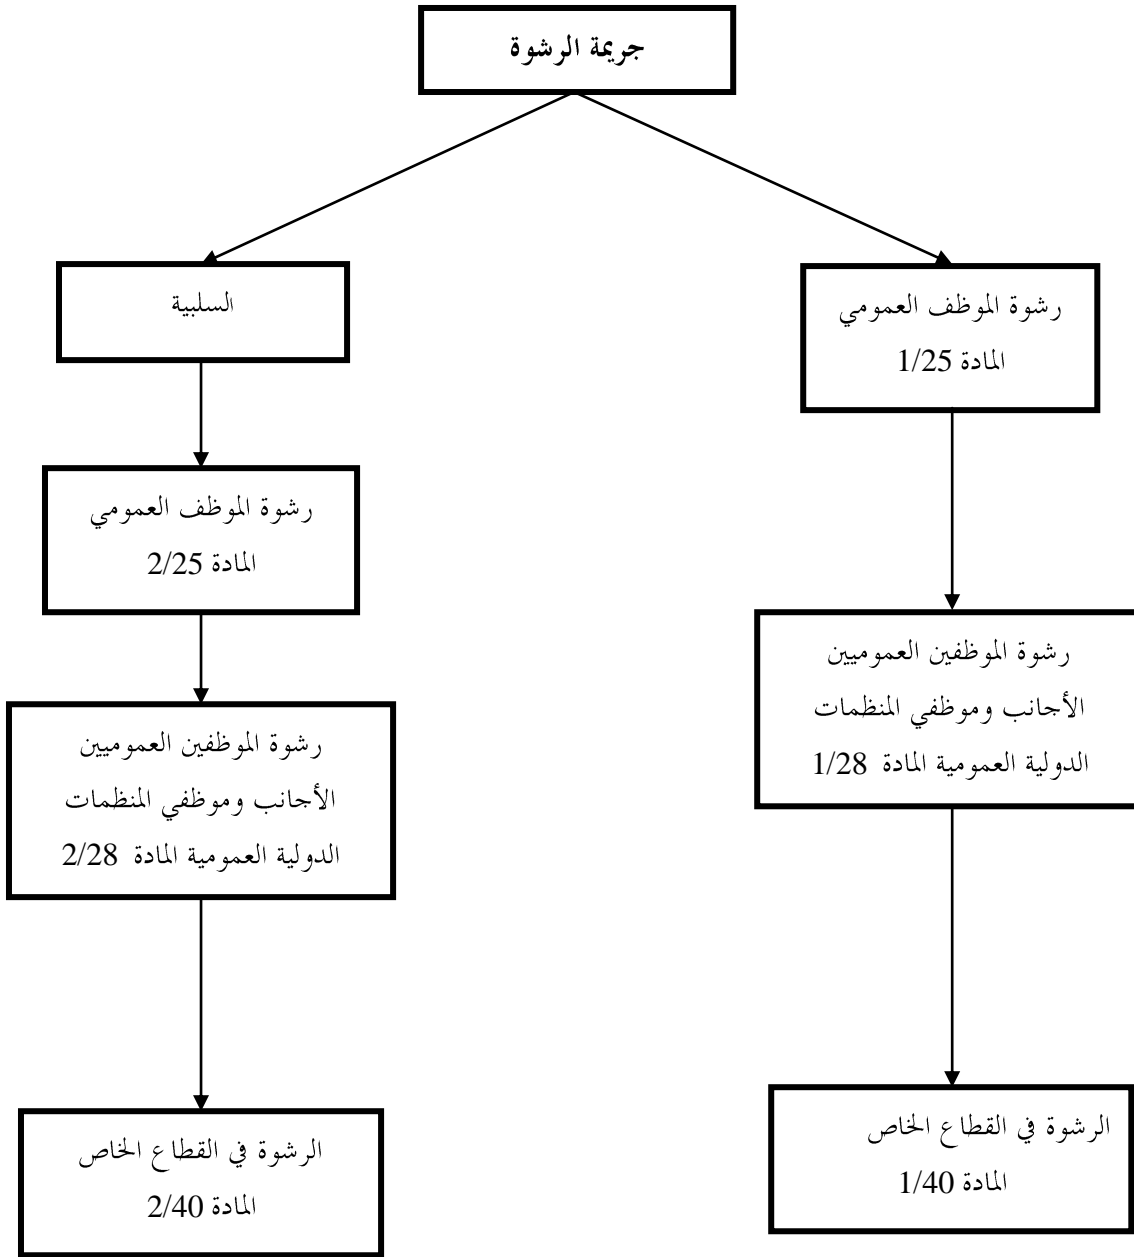 جريمة الرشوة
رشوة الموظف العمومي
المادة 1/25
رشوة الموظفين العموميين
الأجانب وموظفي المنظمات
الدولية العمومية المادة 1/28
الرشوة في القطاع الخاص
المادة 1/40
السلبية
رشوة الموظف العمومي
المادة 2/25
رشوة الموظفين العموميين
الأجانب وموظفي المنظمات
الدولية العمومية المادة 2/28
الرشوة في القطاع الخاص
المادة 2/40